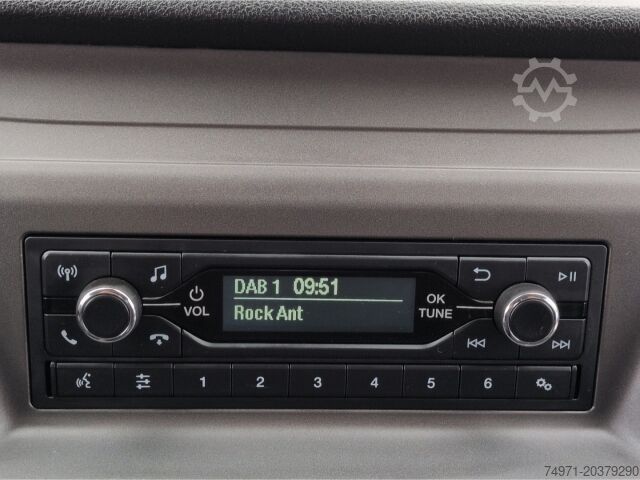 DAB 1 09:51
Rock Ant
VOL
OK
TUNE
1 2 3 4 5 6
74971-20379290